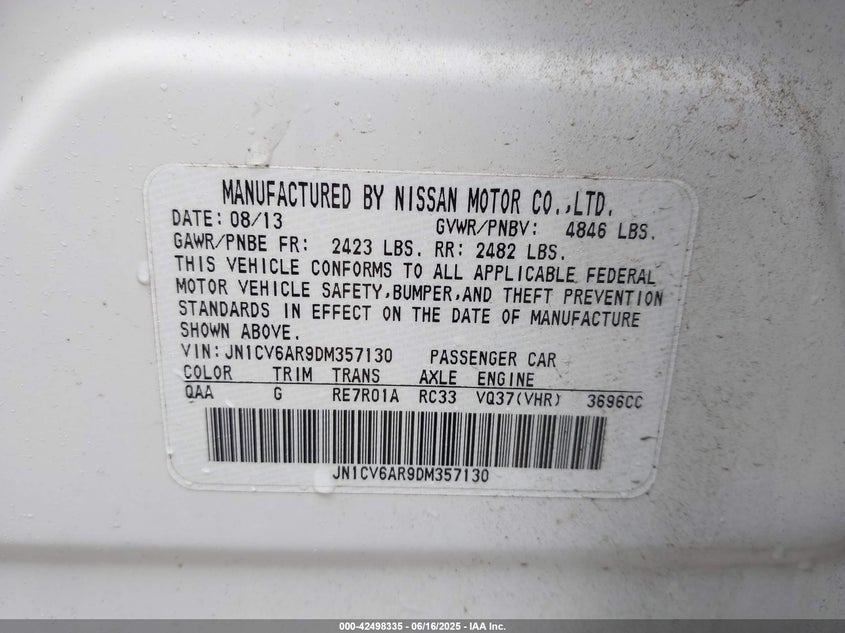 MANUFACTURED BY NISSAN MOTOR CO.,LTD.
DATE: 08/13 GVWR/PNBV: 4846 LBS.
GAWR/PNBE FR: 2423 LBS. RR: 2482 LBS.
THIS VEHICLE CONFORMS TO ALL APPLICABLE FEDERAL
MOTOR VEHICLE SAFETY,BUMPER,AND THEFT PREVENTION
STANDARDS IN EFFECT ON THE DATE OF MANUFACTURE
SHOWN ABOVE.
VIN: JN1CV6AR9DM357130 PASSENGER CAR
COLOR TRIM TRANS AXLE ENGINE
QAA G RE7R01A RC33 VQ37(VHR) 3696CC
JN1CV6AR9DM357130
000-42498335 - 06/16/2025 - IAA Inc.